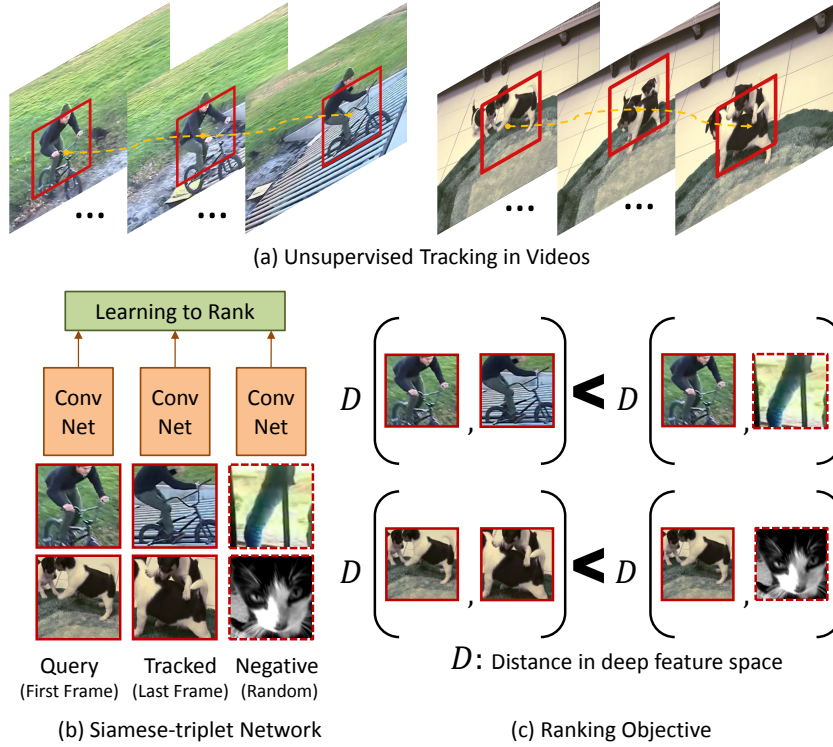 ... ... ... ...
(a) Unsupervised Tracking in Videos
Learning to Rank
Conv Net
Conv Net
Conv Net
Query
(First Frame)
Tracked
(Last Frame)
Negative
(Random)
(b) Siamese-triplet Network
D ( , ) < D ( , )
D ( , ) < D ( , )
D: Distance in deep feature space
(c) Ranking Objective